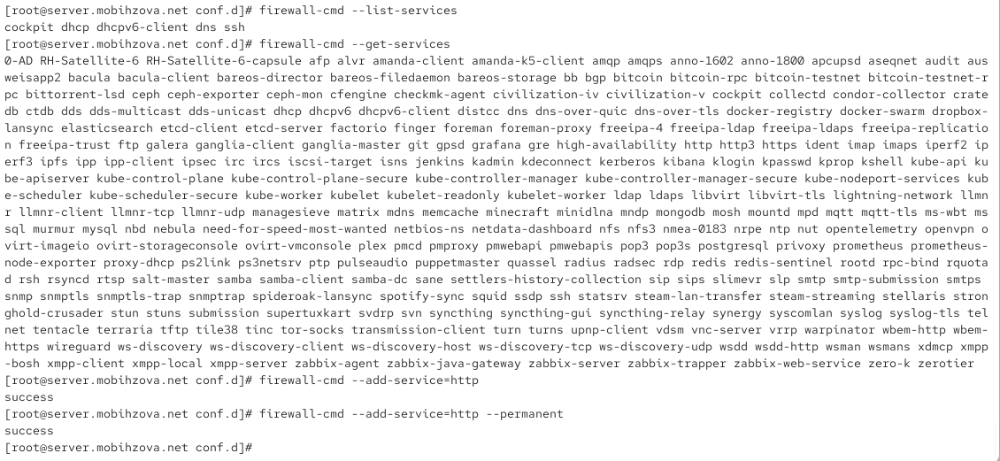 [root@server.mobihzova.net conf.d]# firewall-cmd --list-services
cockpit dhcp dhcpv6-client dns ssh
[root@server.mobihzova.net conf.d]# firewall-cmd --get-services
0-AD RH-Satellite-6 RH-Satellite-6-capsule afp alvr amanda-client amanda-k5-client amqp amqps anno-1602 anno-1800 apcupsd aseqnet audit aus
weisapp2 bacula bacula-client bareos-director bareos-filedaemon bareos-storage bb bgp bitcoin bitcoin-rpc bitcoin-testnet bitcoin-testnet-r
pc bittorrent-lsd ceph ceph-exporter ceph-mon cfengine checkmk-agent civilization-iv civilization-v cockpit collectd condor-collector crate
db ctdb dds dds-multicast dds-unicast dhcp dhcpv6 dhcpv6-client distcc dns dns-over-quic dns-over-tls docker-registry docker-swarm dropbox-
lansync elasticsearch etcd-client etcd-server factorio finger foreman foreman-proxy freeipa-4 freeipa-ldap freeipa-ldaps freeipa-replicatio
n freeipa-trust ftp galera ganglia-client ganglia-master git gpsd grafana gre high-availability http http3 https ident imap imaps iperf2 ip
erf3 ipfs ipp ipp-client ipsec irc ircs iscsi-target isns jenkins kadmin kdeconnect kerberos kibana klogin kpasswd kprop kshell kube-api ku
be-apiserver kube-control-plane kube-control-plane-secure kube-controller-manager kube-controller-manager-secure kube-nodeport-services kub
e-scheduler kube-scheduler-secure kube-worker kubelet kubelet-readonly kubelet-worker ldap ldaps libvirt libvirt-tls lightning-network llmn
r llmnr-client llmnr-tcp llmnr-udp managesieve matrix mdns memcache minecraft minidlna mndp mongodb mosh mountd mpd mqtt mqtt-tls ms-wbt ms
sql murmur mysql nbd nebula need-for-speed-most-wanted netbios-ns netdata-dashboard nfs nfs3 nmea-0183 nrpe ntp nut opentelemetry openvpn o
virt-imageio ovirt-storageconsole ovirt-vmconsole plex pmcd pmproxy pmwebapi pmwebapis pop3 pop3s postgresql privoxy prometheus prometheus-
node-exporter proxy-dhcp ps2link ps3netsrv ptp pulseaudio puppetmaster quassel radius radsec rdp redis redis-sentinel rootd rpc-bind rquota
d rsh rsyncd rtsp salt-master samba samba-client samba-dc sane settlers-history-collection sip sips slimevr slp smtp smtp-submission smtps
snmp snmptls snmptls-trap snmptrap spideroak-lansync spotify-sync squid ssdp ssh statsrv steam-lan-transfer steam-streaming stellaris stron
ghold-crusader stun stuns submission supertuxkart svdrp svn syncthing syncthing-gui syncthing-relay synergy syscomlan syslog syslog-tls tel
net tentacle terraria tftp tile38 tinc tor-socks transmission-client turn turns upnp-client vdsm vnc-server vrrp warpinator wbem-http wbem-
https wireguard ws-discovery ws-discovery-client ws-discovery-host ws-discovery-tcp ws-discovery-udp wsdd wsdd-http wsman wsmans xdmcp xmpp
-bosh xmpp-client xmpp-local xmpp-server zabbix-agent zabbix-java-gateway zabbix-server zabbix-trapper zabbix-web-service zero-k zerotier
[root@server.mobihzova.net conf.d]# firewall-cmd --add-service=http
success
[root@server.mobihzova.net conf.d]# firewall-cmd --add-service=http --permanent
success
[root@server.mobihzova.net conf.d]#